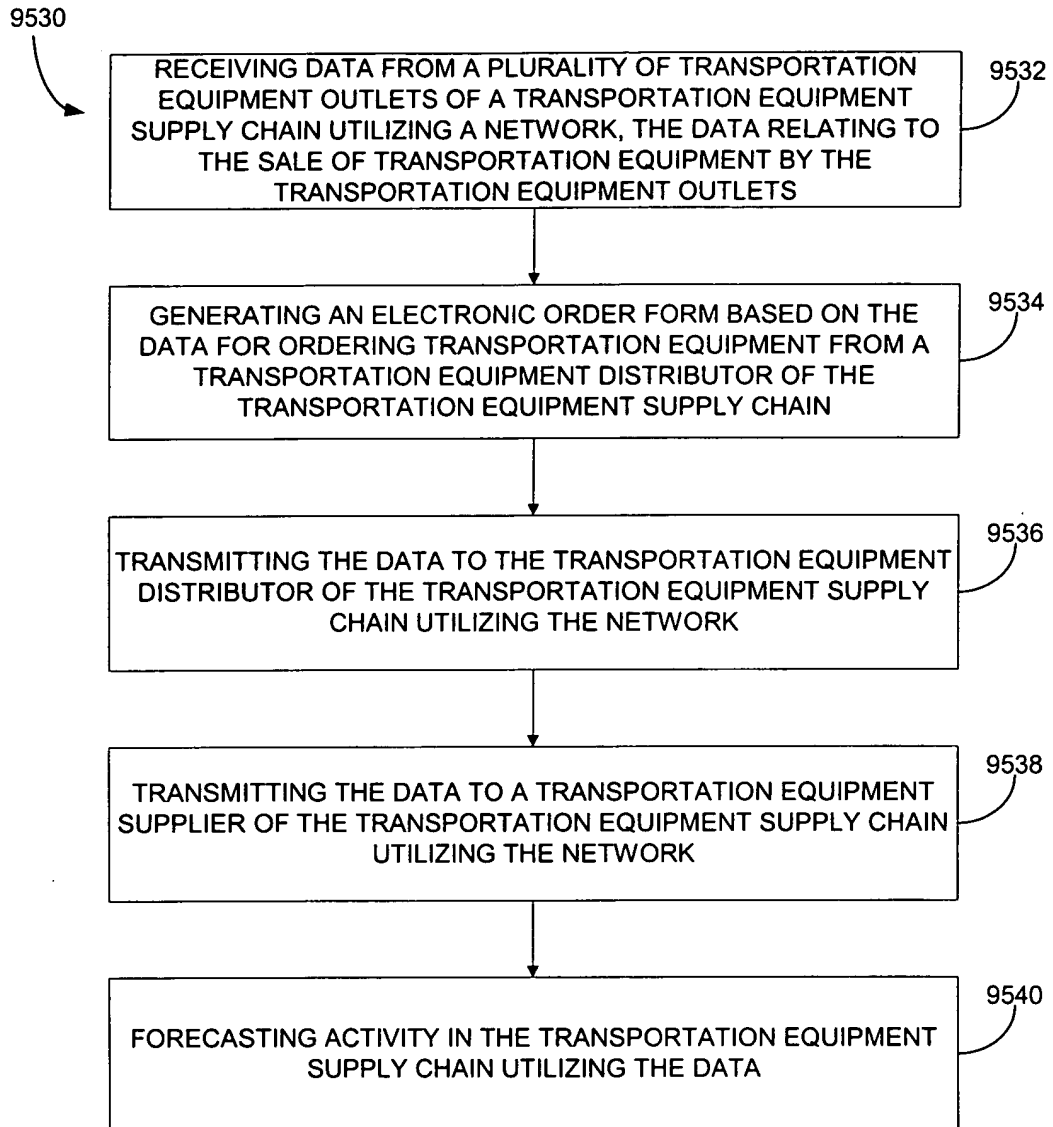 9530
RECEIVING DATA FROM A PLURALITY OF TRANSPORTATION
EQUIPMENT OUTLETS OF A TRANSPORTATION EQUIPMENT
SUPPLY CHAIN UTILIZING A NETWORK, THE DATA RELATING TO
THE SALE OF TRANSPORTATION EQUIPMENT BY THE
TRANSPORTATION EQUIPMENT OUTLETS
9532
GENERATING AN ELECTRONIC ORDER FORM BASED ON THE
DATA FOR ORDERING TRANSPORTATION EQUIPMENT FROM A
TRANSPORTATION EQUIPMENT DISTRIBUTOR OF THE
TRANSPORTATION EQUIPMENT SUPPLY CHAIN
9534
TRANSMITTING THE DATA TO THE TRANSPORTATION EQUIPMENT
DISTRIBUTOR OF THE TRANSPORTATION EQUIPMENT SUPPLY
CHAIN UTILIZING THE NETWORK
9536
TRANSMITTING THE DATA TO A TRANSPORTATION EQUIPMENT
SUPPLIER OF THE TRANSPORTATION EQUIPMENT SUPPLY CHAIN
UTILIZING THE NETWORK
9538
FORECASTING ACTIVITY IN THE TRANSPORTATION EQUIPMENT
SUPPLY CHAIN UTILIZING THE DATA
9540